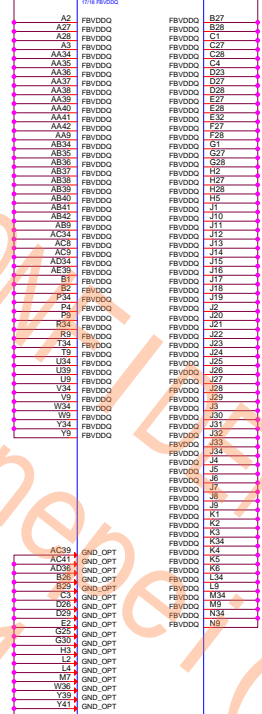 17/18 FBVDDQ
A2 FBVDDQ
A27 FBVDDQ
A28 FBVDDQ
A3 FBVDDQ
AA34 FBVDDQ
AA35 FBVDDQ
AA36 FBVDDQ
AA37 FBVDDQ
AA38 FBVDDQ
AA39 FBVDDQ
AA40 FBVDDQ
AA41 FBVDDQ
AA42 FBVDDQ
AA9 FBVDDQ
AB34 FBVDDQ
AB35 FBVDDQ
AB36 FBVDDQ
AB37 FBVDDQ
AB38 FBVDDQ
AB39 FBVDDQ
AB40 FBVDDQ
AB41 FBVDDQ
AB42 FBVDDQ
AB9 FBVDDQ
AC34 FBVDDQ
AC8 FBVDDQ
AC9 FBVDDQ
AD34 FBVDDQ
AE39 FBVDDQ
B1 FBVDDQ
B2 FBVDDQ
P34 FBVDDQ
P4 FBVDDQ
P9 FBVDDQ
R34 FBVDDQ
R9 FBVDDQ
T34 FBVDDQ
T9 FBVDDQ
U34 FBVDDQ
U39 FBVDDQ
U9 FBVDDQ
V34 FBVDDQ
V9 FBVDDQ
W34 FBVDDQ
W9 FBVDDQ
Y34 FBVDDQ
Y9 FBVDDQ
AC39 GND_OPT
AC41 GND_OPT
AD36 GND_OPT
B26 GND_OPT
B29 GND_OPT
C3 GND_OPT
D26 GND_OPT
D29 GND_OPT
E2 GND_OPT
G25 GND_OPT
G30 GND_OPT
H3 GND_OPT
L2 GND_OPT
L4 GND_OPT
M7 GND_OPT
W36 GND_OPT
Y39 GND_OPT
Y41 GND_OPT
FBVDDQ B27
FBVDDQ B28
FBVDDQ C1
FBVDDQ C27
FBVDDQ C28
FBVDDQ C4
FBVDDQ D23
FBVDDQ D27
FBVDDQ D28
FBVDDQ E27
FBVDDQ E28
FBVDDQ E32
FBVDDQ F27
FBVDDQ F28
FBVDDQ G1
FBVDDQ G27
FBVDDQ G28
FBVDDQ H2
FBVDDQ H27
FBVDDQ H28
FBVDDQ H5
FBVDDQ J1
FBVDDQ J10
FBVDDQ J11
FBVDDQ J12
FBVDDQ J13
FBVDDQ J14
FBVDDQ J15
FBVDDQ J16
FBVDDQ J17
FBVDDQ J18
FBVDDQ J19
FBVDDQ J2
FBVDDQ J20
FBVDDQ J21
FBVDDQ J22
FBVDDQ J23
FBVDDQ J24
FBVDDQ J25
FBVDDQ J26
FBVDDQ J27
FBVDDQ J28
FBVDDQ J29
FBVDDQ J3
FBVDDQ J30
FBVDDQ J31
FBVDDQ J32
FBVDDQ J33
FBVDDQ J34
FBVDDQ J4
FBVDDQ J5
FBVDDQ J6
FBVDDQ J7
FBVDDQ J8
FBVDDQ J9
FBVDDQ K1
FBVDDQ K2
FBVDDQ K3
FBVDDQ K34
FBVDDQ K4
FBVDDQ K5
FBVDDQ K6
FBVDDQ L34
FBVDDQ L9
FBVDDQ M34
FBVDDQ M9
FBVDDQ N34
FBVDDQ N9